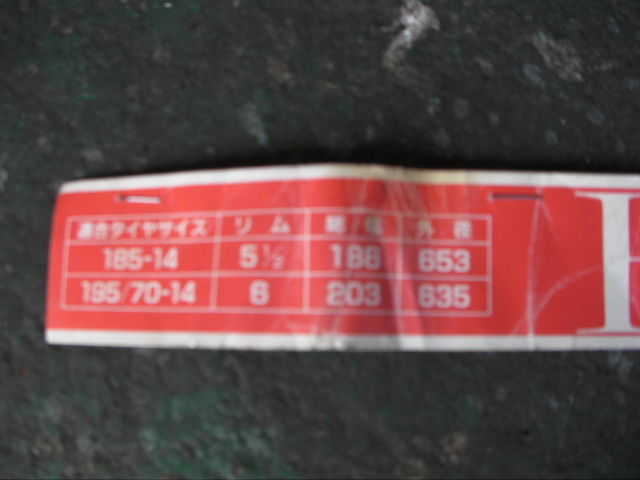 適合タイヤサイズ リム 総幅 外径
185-14 5½ 188 653
195/70-14 6 203 635